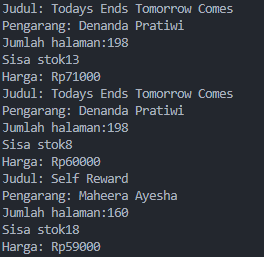 Judul: Todays Ends Tomorrow Comes
Pengarang: Denanda Pratiwi
Jumlah halaman:198
Sisa stok13
Harga: Rp71000
Judul: Todays Ends Tomorrow Comes
Pengarang: Denanda Pratiwi
Jumlah halaman:198
Sisa stok8
Harga: Rp60000
Judul: Self Reward
Pengarang: Maheera Ayesha
Jumlah halaman:160
Sisa stok18
Harga: Rp59000